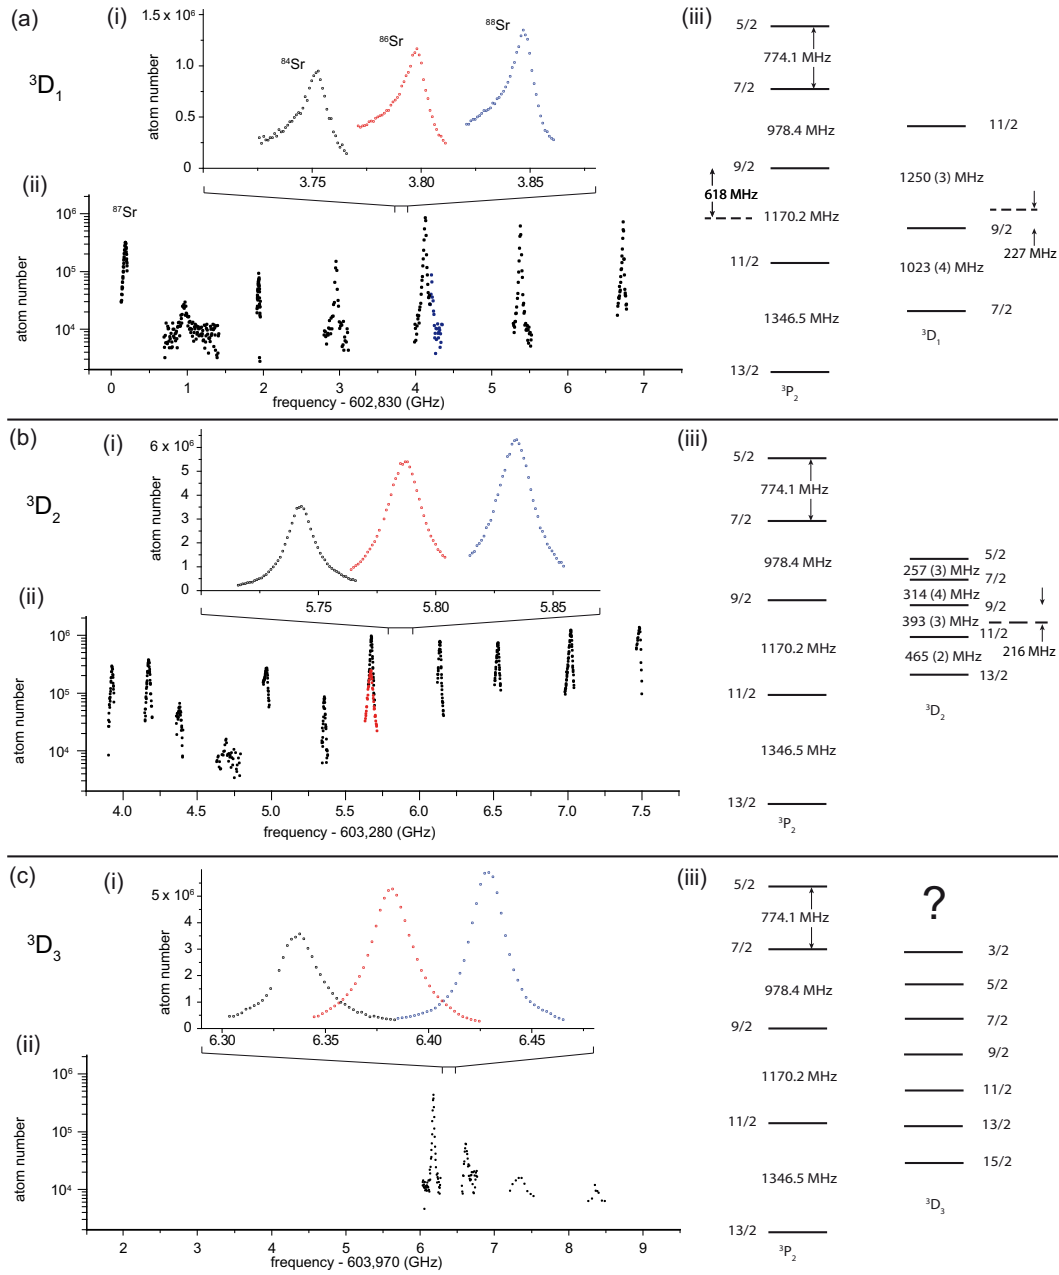 (a)
(i)
(iii)
³D₁
1.5 x 10⁶
1.0
0.5
0
atom number
⁸⁴Sr
⁸⁶Sr
⁸⁸Sr
3.75
3.80
3.85
(ii)
⁸⁷Sr
10⁶
10⁵
10⁴
atom number
0
1
2
3
4
5
6
7
frequency - 602,830 (GHz)
5/2
774.1 MHz
7/2
978.4 MHz
9/2
618 MHz
1170.2 MHz
11/2
1346.5 MHz
13/2
³P₂
11/2
1250 (3) MHz
9/2
227 MHz
1023 (4) MHz
7/2
³D₁
(b)
(i)
(iii)
³D₂
6 x 10⁶
5
4
3
2
1
0
atom number
5.75
5.80
5.85
(ii)
10⁶
10⁵
10⁴
atom number
4.0
4.5
5.0
5.5
6.0
6.5
7.0
7.5
frequency - 603,280 (GHz)
5/2
774.1 MHz
7/2
978.4 MHz
9/2
1170.2 MHz
11/2
1346.5 MHz
13/2
³P₂
5/2
257 (3) MHz
7/2
314 (4) MHz
9/2
393 (3) MHz
11/2
216 MHz
465 (2) MHz
13/2
³D₂
(c)
(i)
(iii)
³D₃
5 x 10⁶
4
3
2
1
0
atom number
6.30
6.35
6.40
6.45
(ii)
10⁶
10⁵
10⁴
atom number
2
3
4
5
6
7
8
9
frequency - 603,970 (GHz)
5/2
774.1 MHz
7/2
978.4 MHz
9/2
1170.2 MHz
11/2
1346.5 MHz
13/2
³P₂
?
3/2
5/2
7/2
9/2
11/2
13/2
15/2
³D₃